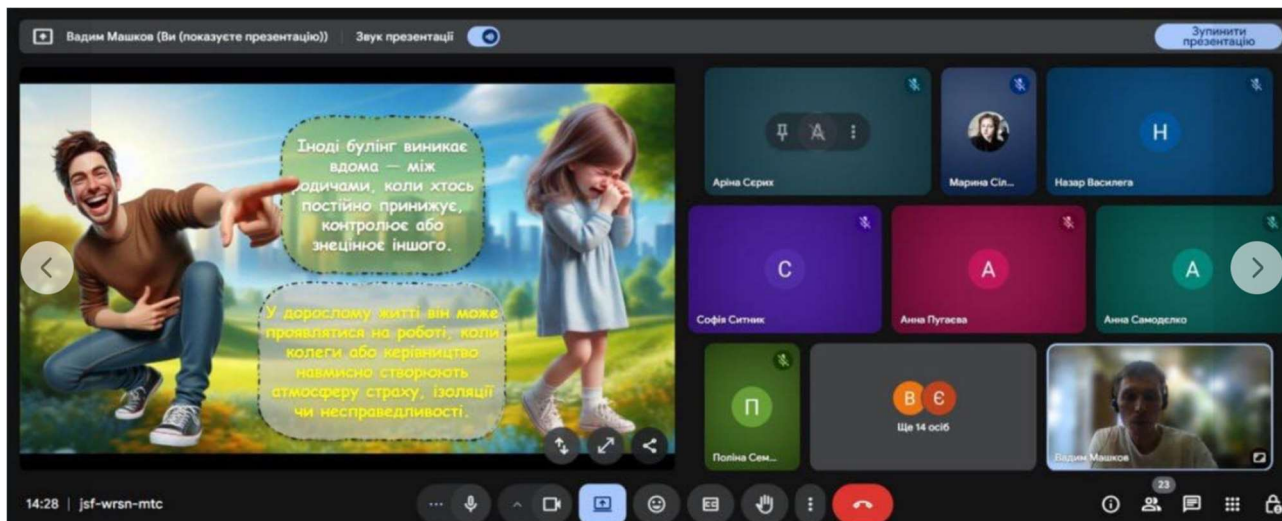 Вадим Машков (Ви (показуєте презентацію))
Звук презентації
Зупинити
презентацію
Іноді булінг виникає
вдома — між
родичами, коли хтось
постійно принижує,
контролює або
знецінює іншого.
У дорослому житті він може
проявлятися на роботі, коли
колеги або керівництво
навмисно створюють
атмосферу страху, ізоляції
чи несправедливості.
А
Аріна Сєрих
Марина Сіл...
Н
Назар Василега
С
Софія Ситник
А
Анна Пугаєва
А
Анна Самоделко
П
Поліна Сем...
В Є
Ще 14 осіб
Вадим Машков
14:28 | jsf-wrsn-mtc
CC
23